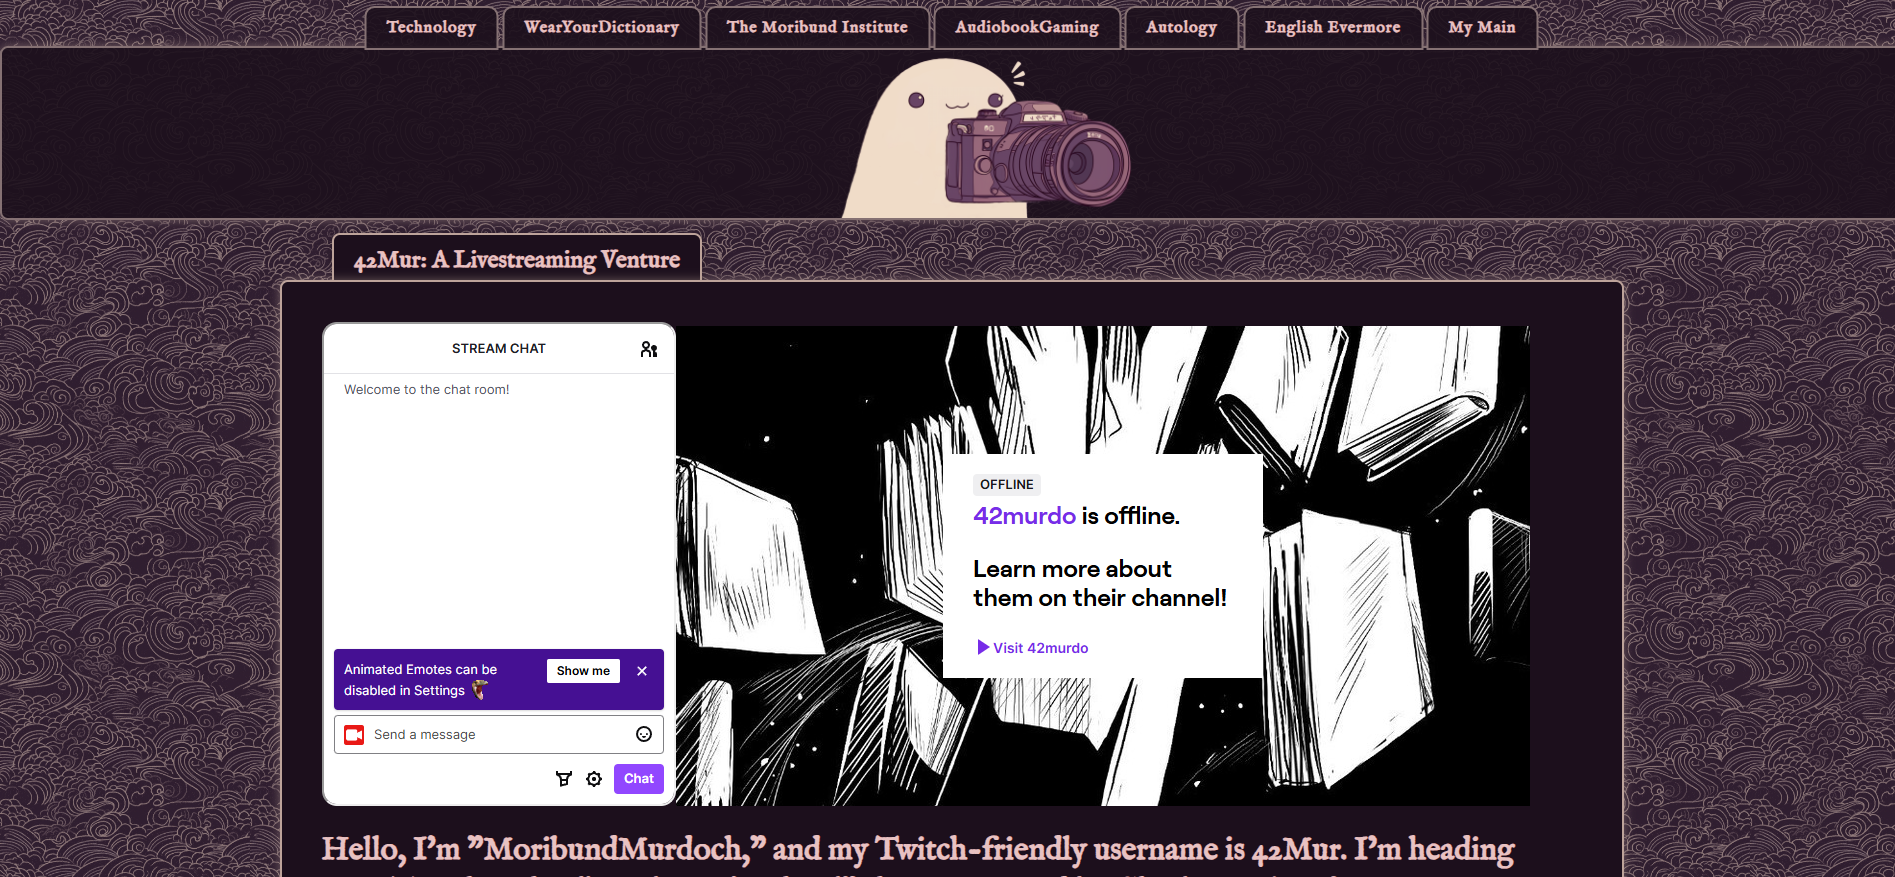 Technology
WearYourDictionary
The Moribund Institute
AudiobookGaming
Autology
English Evermore
My Main
42Mur: A Livestreaming Venture
STREAM CHAT
Welcome to the chat room!
Animated Emotes can be
disabled in Settings
Show me
Send a message
Chat
OFFLINE
42murdo is offline.
Learn more about
them on their channel!
Visit 42murdo
Hello, I'm "MoribundMurdoch," and my Twitch-friendly username is 42Mur. I'm heading